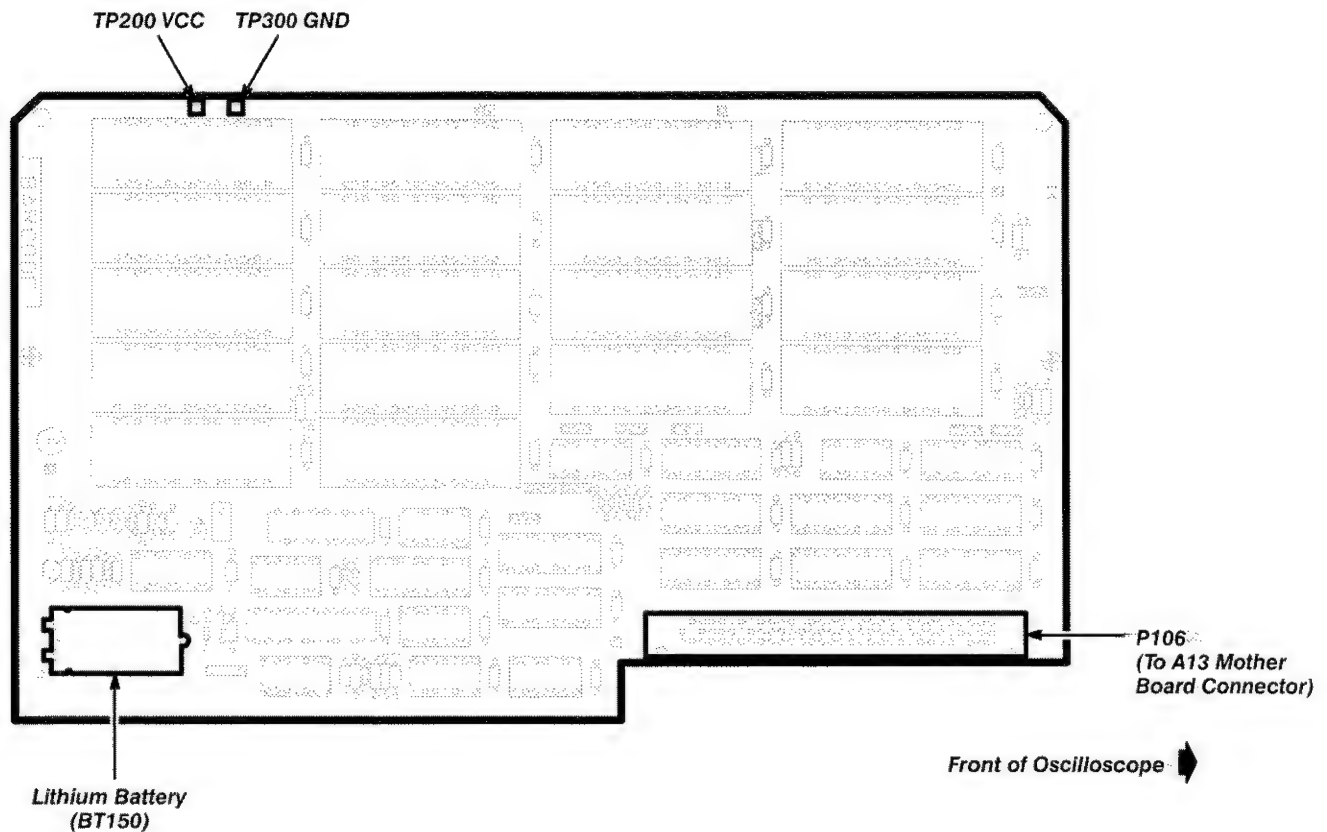 TP200 VCC TP300 GND
P106
(To A13 Mother
Board Connector)
Front of Oscilloscope
Lithium Battery
(BT150)